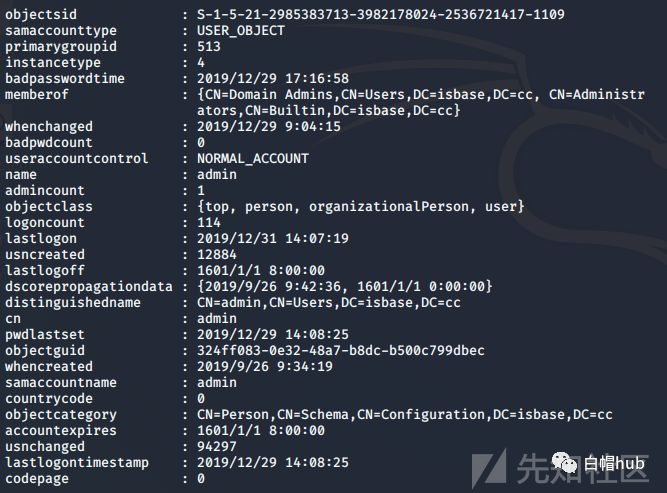 objectsid : S-1-5-21-2985383713-3982178024-2536721417-1109
samaccounttype : USER_OBJECT
primarygroupid : 513
instancetype : 4
badpasswordtime : 2019/12/29 17:16:58
memberof : {CN=Domain Admins,CN=Users,DC=isbase,DC=cc, CN=Administr
ators,CN=Builtin,DC=isbase,DC=cc}
whenchanged : 2019/12/29 9:04:15
badpwdcount : 0
useraccountcontrol : NORMAL_ACCOUNT
name : admin
admincount : 1
objectclass : {top, person, organizationalPerson, user}
logoncount : 114
lastlogon : 2019/12/31 14:07:19
usncreated : 12884
lastlogoff : 1601/1/1 8:00:00
dscorepropagationdata : {2019/9/26 9:42:36, 1601/1/1 0:00:00}
distinguishedname : CN=admin,CN=Users,DC=isbase,DC=cc
cn : admin
pwdlastset : 2019/12/29 14:08:25
objectguid : 324ff083-0e32-48a7-b8dc-b500c799dbec
whencreated : 2019/9/26 9:34:19
samaccountname : admin
countrycode : 0
objectcategory : CN=Person,CN=Schema,CN=Configuration,DC=isbase,DC=cc
accountexpires : 1601/1/1 8:00:00
usnchanged : 94297
lastlogontimestamp : 2019/12/29 14:08:25
codepage : 0
先知社区
白帽hub